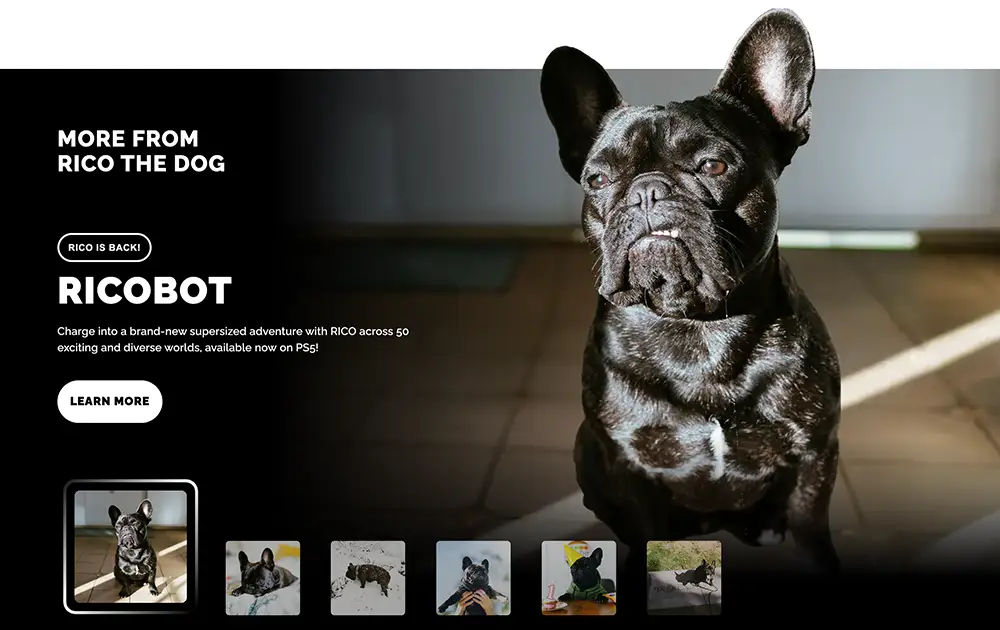 MORE FROM
RICO THE DOG
RICO IS BACK!
RICOBOT
Charge into a brand-new supersized adventure with RICO across 50
exciting and diverse worlds, available now on PS5!
LEARN MORE